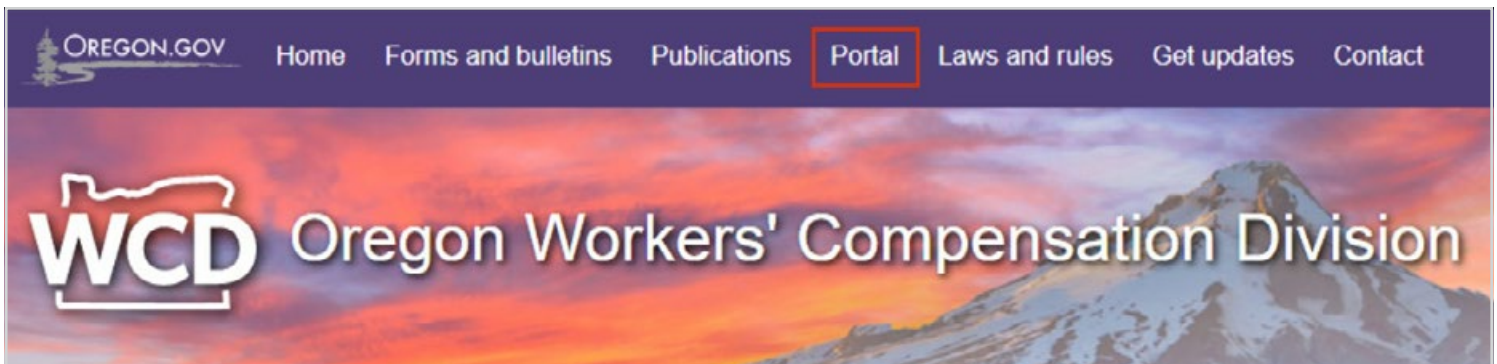 OREGON.GOV Home Forms and bulletins Publications Portal Laws and rules Get updates Contact
WCD Oregon Workers' Compensation Division